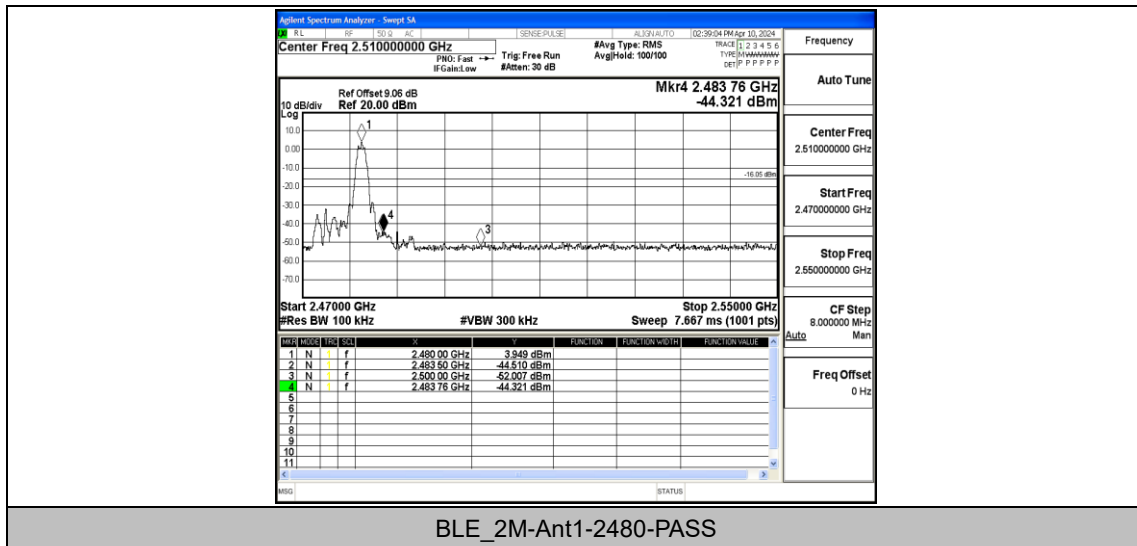 Agilent Spectrum Analyzer - Swept SA
RL RF 50 Ω AC SENSE:PULSE ALIGN AUTO 02:39:04 PM Apr 10, 2024
Center Freq 2.510000000 GHz
PNO: Fast
IFGain:Low
Trig: Free Run
#Atten: 30 dB
#Avg Type: RMS
Avg|Hold: 100/100
TRACE 1 2 3 4 5 6
TYPE MWWWWW
DET P P P P P P
Frequency
Mkr4 2.483 76 GHz
-44.321 dBm
Ref Offset 9.06 dB
10 dB/div Ref 20.00 dBm
Log
10.0
0.00
-10.0
-20.0
-30.0
-40.0
-50.0
-60.0
-70.0
1
4
3
-16.05 dBm
Start 2.47000 GHz Stop 2.55000 GHz
#Res BW 100 kHz #VBW 300 kHz Sweep 7.667 ms (1001 pts)
MKR MODE TRC SCL X Y FUNCTION FUNCTION WIDTH FUNCTION VALUE
1 N 1 f 2.480 00 GHz 3.949 dBm
2 N 1 f 2.483 50 GHz -44.510 dBm
3 N 1 f 2.500 00 GHz -52.007 dBm
4 N 1 f 2.483 76 GHz -44.321 dBm
5
6
7
8
9
10
11
MSG STATUS
Auto Tune
Center Freq
2.510000000 GHz
Start Freq
2.470000000 GHz
Stop Freq
2.550000000 GHz
CF Step
8.000000 MHz
Auto Man
Freq Offset
0 Hz
BLE_2M-Ant1-2480-PASS